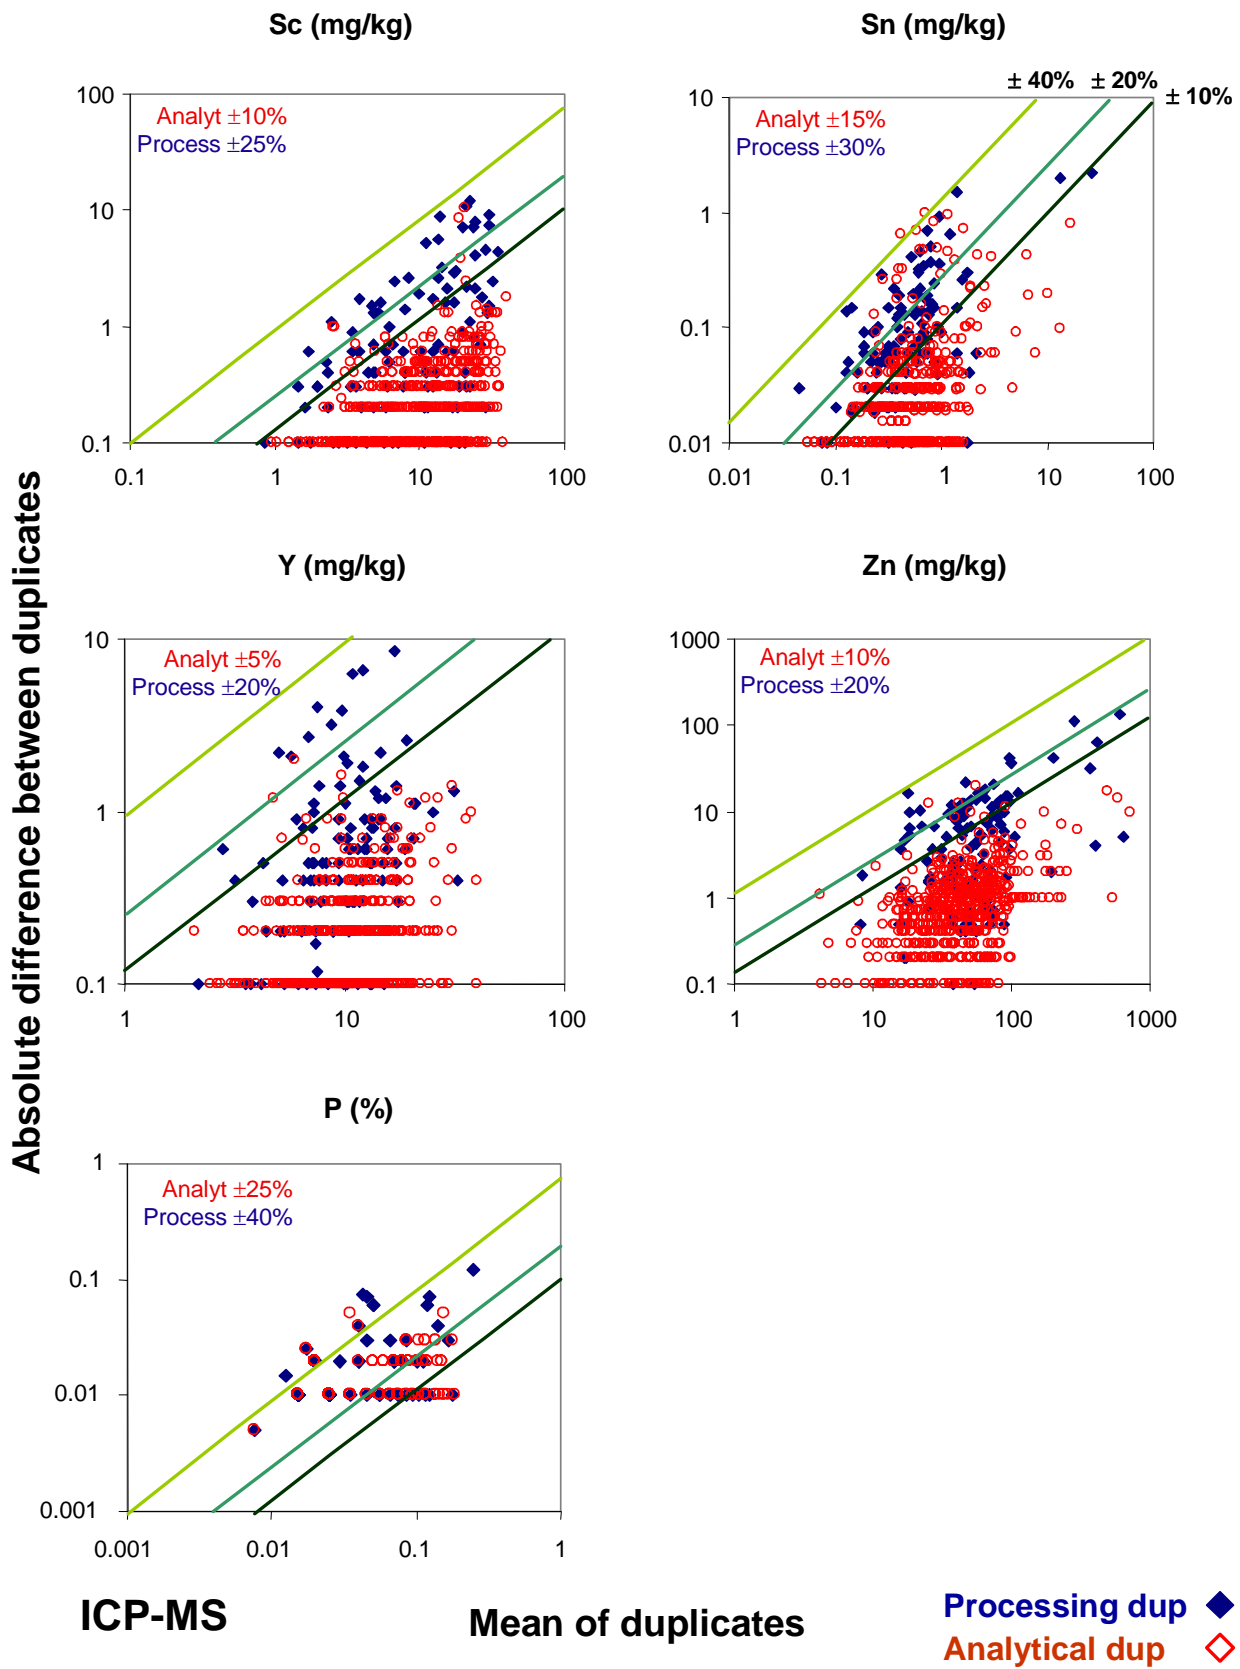 Sc (mg/kg)
Analyt ±10%
Process ±25%
100
10
1
0.1
0.1
1
10
100
Sn (mg/kg)
± 40%
± 20%
± 10%
Analyt ±15%
Process ±30%
10
1
0.1
0.01
0.01
0.1
1
10
100
Absolute difference between duplicates
Y (mg/kg)
Analyt ±5%
Process ±20%
10
1
0.1
1
10
100
Zn (mg/kg)
Analyt ±10%
Process ±20%
1000
100
10
1
0.1
1
10
100
1000
P (%)
Analyt ±25%
Process ±40%
1
0.1
0.01
0.001
0.001
0.01
0.1
1
ICP-MS
Mean of duplicates
Processing dup
Analytical dup